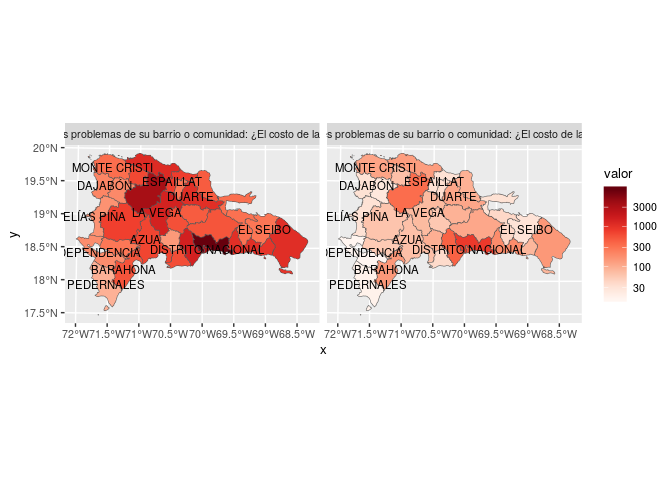 s problemas de su barrio o comunidad: ¿El costo de la
es problemas de su barrio o comunidad: ¿El costo de la
20°N
19.5°N
19°N
18.5°N
18°N
17.5°N
y
MONTE CRISTI
DAJABÓN
ESPAILLAT
DUARTE
ELÍAS PIÑA
LA VEGA
EL SEIBO
AZUA
DEPENDENCIA
DISTRITO NACIONAL
BARAHONA
PEDERNALES
MONTE CRISTI
DAJABÓN
ESPAILLAT
DUARTE
ELÍAS PIÑA
LA VEGA
EL SEIBO
AZUA
DEPENDENCIA
DISTRITO NACIONAL
BARAHONA
PEDERNALES
72°W71.5°W71°W70.5°W70°W69.5°W69°W68.5°W
72°W71.5°W71°W70.5°W70°W69.5°W69°W68.5°W
x
valor
3000
1000
300
100
30